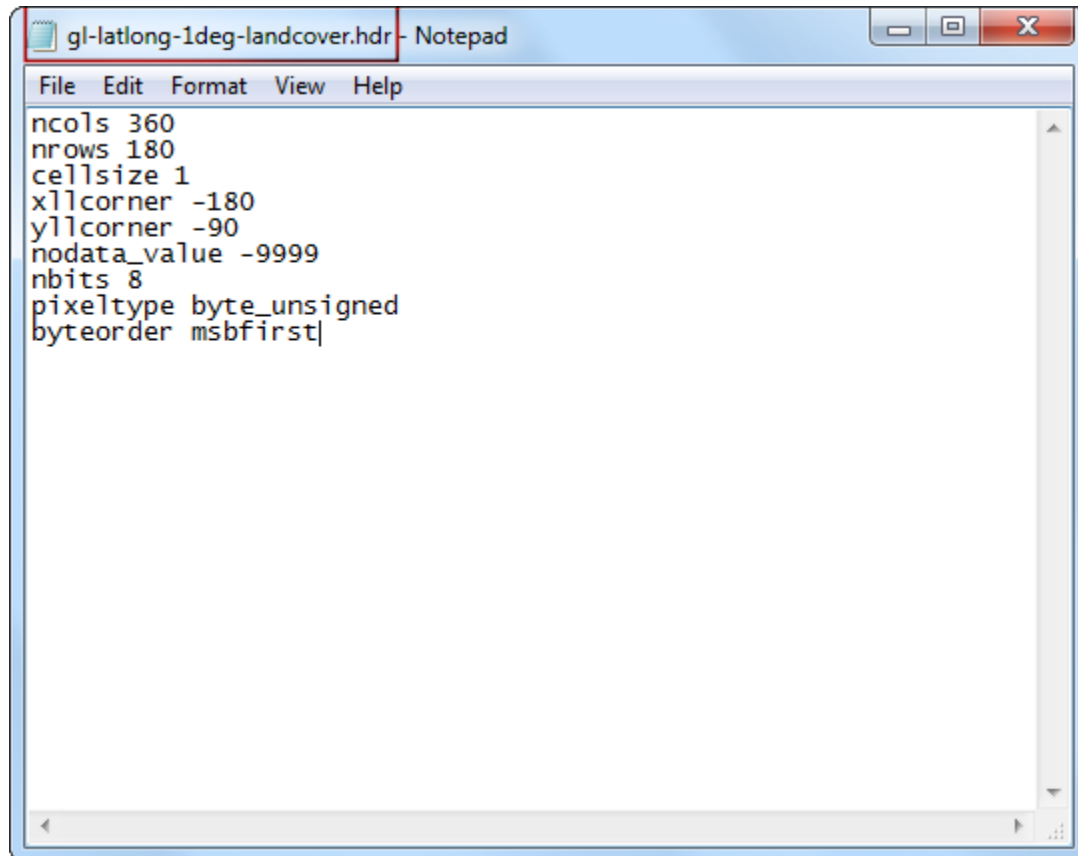 gl-latlong-1deg-landcover.hdr - Notepad
File Edit Format View Help
ncols 360
nrows 180
cellsize 1
xllcorner -180
yllcorner -90
nodata_value -9999
nbits 8
pixeltype byte_unsigned
byteorder msbfirst